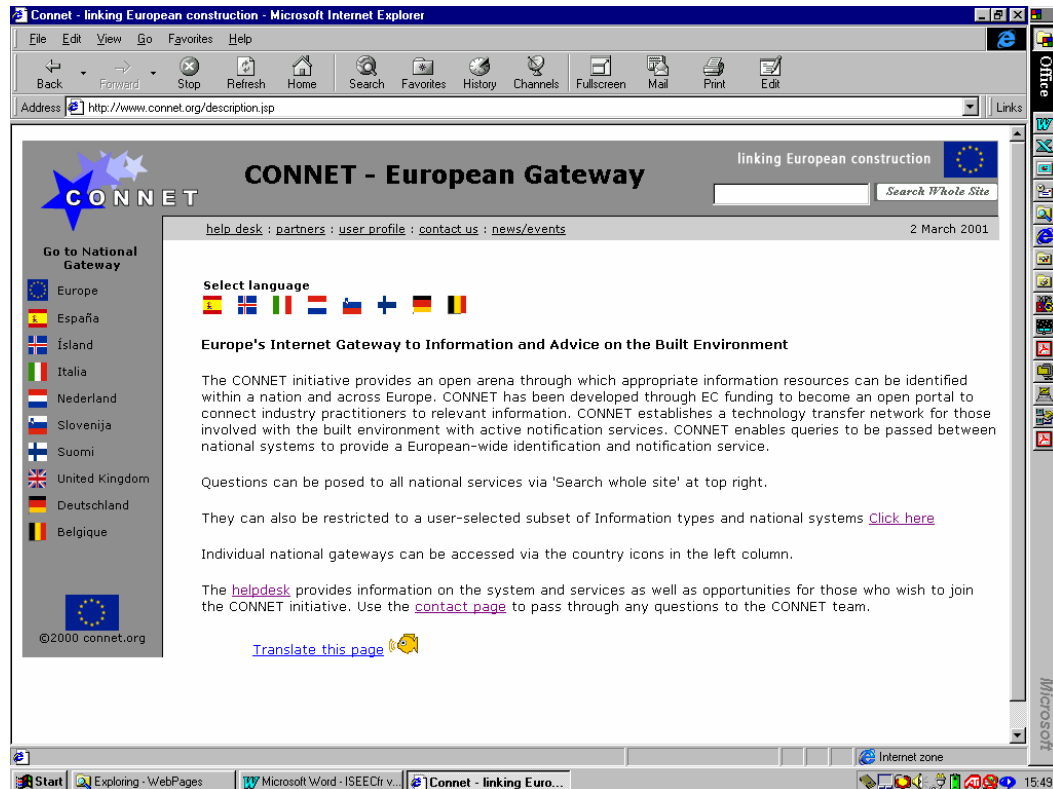 Connet - linking European construction - Microsoft Internet Explorer
File Edit View Go Favorites Help
Back Forward Stop Refresh Home Search Favorites History Channels Fullscreen Mail Print Edit
Address http://www.connet.org/description.jsp Links
Office
CONNET
CONNET - European Gateway
linking European construction
Search Whole Site
help desk : partners : user profile : contact us : news/events 2 March 2001
Go to National
Gateway
Europe
España
Ísland
Italia
Nederland
Slovenija
Suomi
United Kingdom
Deutschland
Belgique
©2000 connet.org
Select language
Europe's Internet Gateway to Information and Advice on the Built Environment
The CONNET initiative provides an open arena through which appropriate information resources can be identified
within a nation and across Europe. CONNET has been developed through EC funding to become an open portal to
connect industry practitioners to relevant information. CONNET establishes a technology transfer network for those
involved with the built environment with active notification services. CONNET enables queries to be passed between
national systems to provide a European-wide identification and notification service.
Questions can be posed to all national services via 'Search whole site' at top right.
They can also be restricted to a user-selected subset of Information types and national systems Click here
Individual national gateways can be accessed via the country icons in the left column.
The helpdesk provides information on the system and services as well as opportunities for those who wish to join
the CONNET initiative. Use the contact page to pass through any questions to the CONNET team.
Translate this page
Microsoft
Internet zone
Start Exploring - WebPages Microsoft Word - ISEECfr v... Connet - linking Euro... 15:49